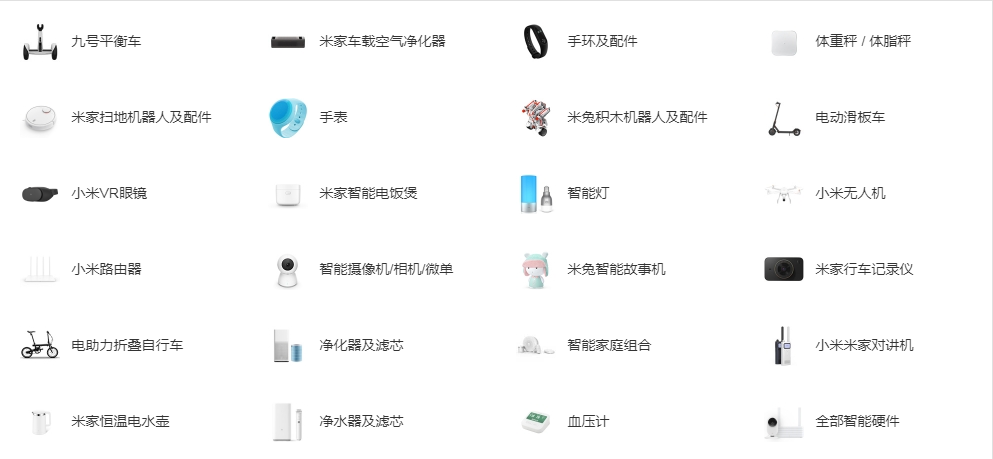 九号平衡车
米家车载空气净化器
手环及配件
体重秤 / 体脂秤
米家扫地机器人及配件
手表
米兔积木机器人及配件
电动滑板车
小米VR眼镜
米家智能电饭煲
智能灯
小米无人机
小米路由器
智能摄像机/相机/微单
米兔智能故事机
米家行车记录仪
电助力折叠自行车
净化器及滤芯
智能家庭组合
小米米家对讲机
米家恒温电水壶
净水器及滤芯
血压计
全部智能硬件